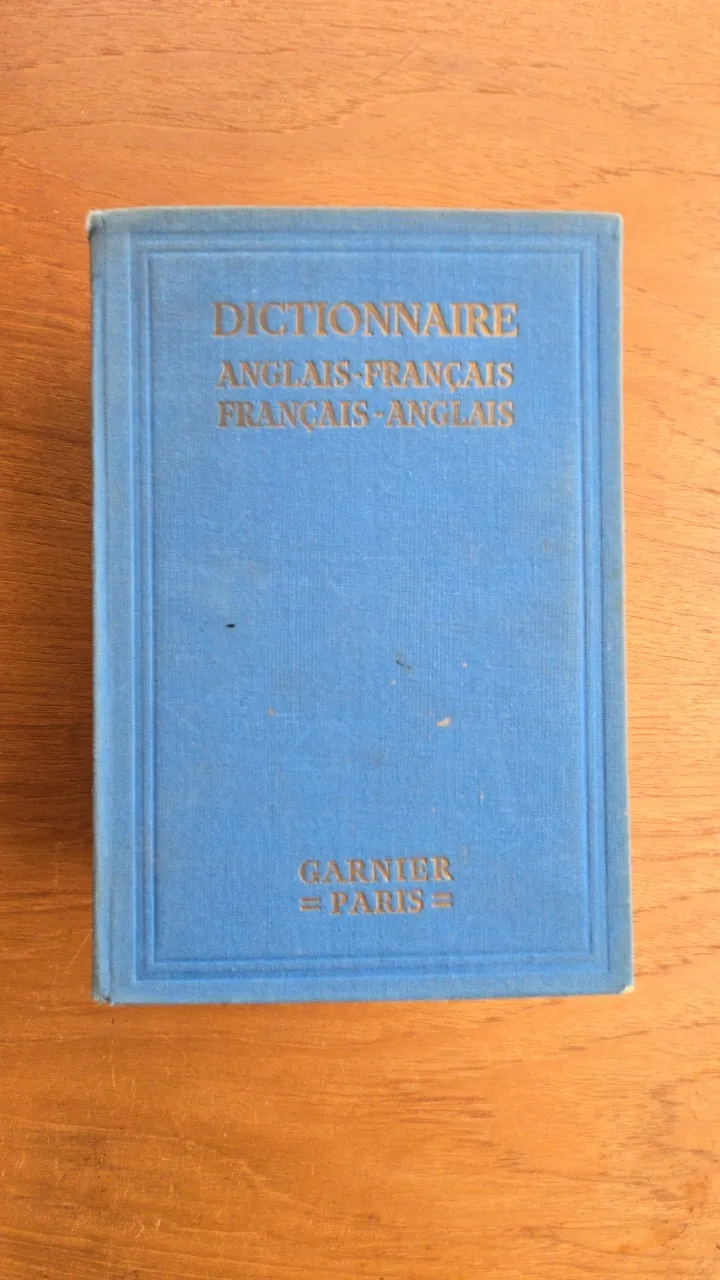 DICTIONNAIRE
ANGLAIS-FRANÇAIS
FRANÇAIS-ANGLAIS
GARNIER
= PARIS =